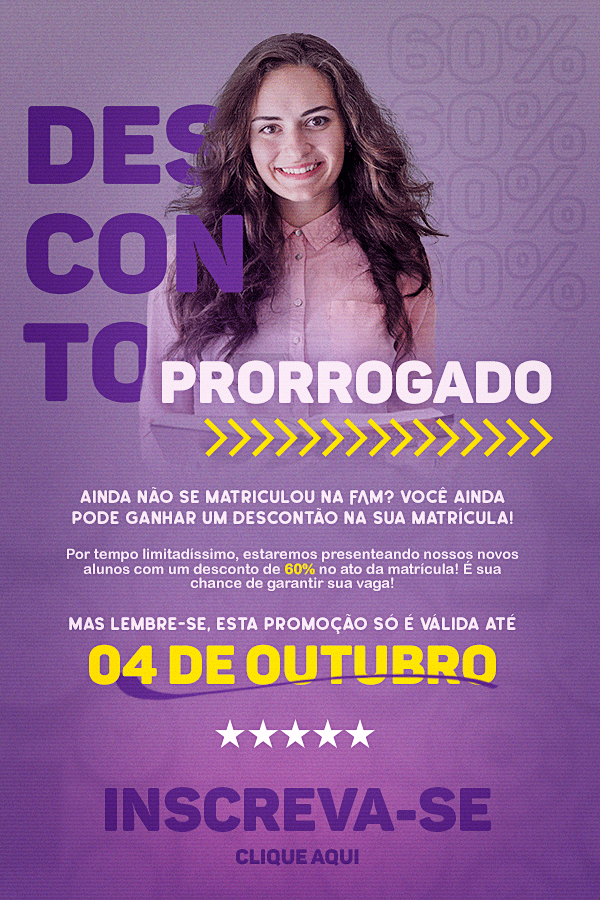 60%
60%
60%
60%
DES
CON
TO
PRORROGADO
AINDA NÃO SE MATRICULOU NA FAM? VOCÊ AINDA
PODE GANHAR UM DESCONTÃO NA SUA MATRÍCULA!
Por tempo limitadíssimo, estaremos presenteando nossos novos
alunos com um desconto de 60% no ato da matrícula! É sua
chance de garantir sua vaga!
MAS LEMBRE-SE, ESTA PROMOÇÃO SÓ É VÁLIDA ATÉ
04 DE OUTUBRO
INSCREVA-SE
CLIQUE AQUI